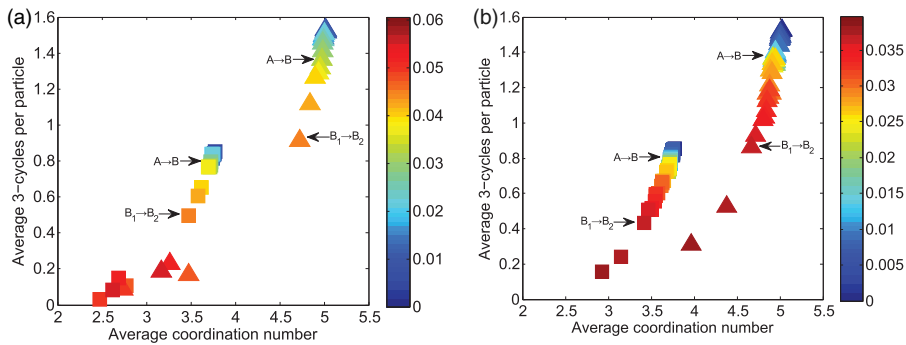 (a)
Average 3−cycles per particle
1.6
1.4
1.2
1
0.8
0.6
0.4
0.2
0
2 2.5 3 3.5 4 4.5 5 5.5
Average coordination number
A→B
B₁→B₂
A→B
B₁→B₂
0.06
0.05
0.04
0.03
0.02
0.01
0
(b)
Average 3−cycles per particle
1.6
1.4
1.2
1
0.8
0.6
0.4
0.2
0
2 2.5 3 3.5 4 4.5 5 5.5
Average coordination number
A→B
B₁→B₂
A→B
B₁→B₂
0.035
0.03
0.025
0.02
0.015
0.01
0.005
0